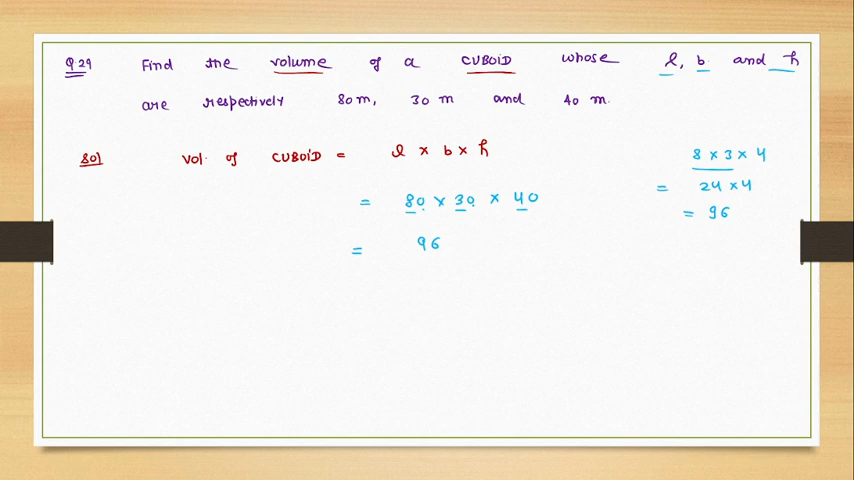 Q 29 Find the volume of a CUBOID whose l, b and h
are respectively 80 m, 30 m and 40 m.
Sol Vol. of CUBOID = l × b × h
= 80 × 30 × 40
= 96
8 × 3 × 4
= 24 × 4
= 96